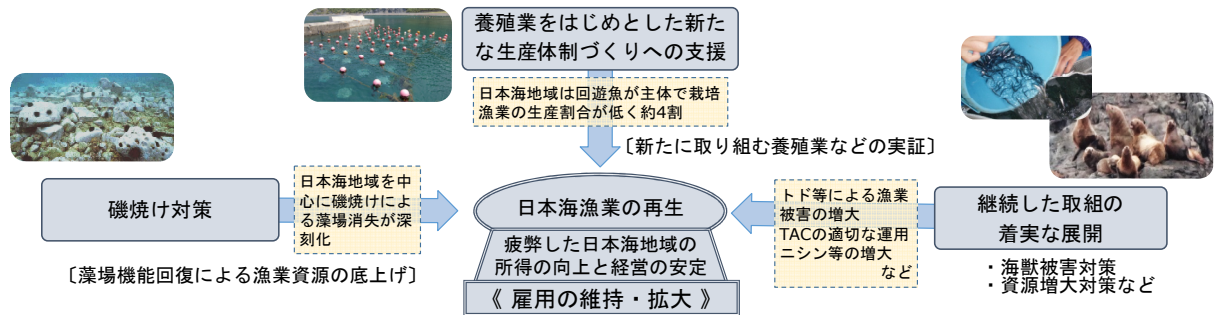 養殖業をはじめとした新た
な生産体制づくりへの支援
日本海地域は回遊魚が主体で栽培
漁業の生産割合が低く約4割
〔新たに取り組む養殖業などの実証〕
磯焼け対策
日本海地域を中
心に磯焼けによ
る藻場消失が深
刻化
〔藻場機能回復による漁業資源の底上げ〕
日本海漁業の再生
疲弊した日本海地域の
所得の向上と経営の安定
《 雇用の維持・拡大 》
トド等による漁業
被害の増大
TACの適切な運用
ニシン等の増大
など
継続した取組の
着実な展開
・海獣被害対策
・資源増大対策など